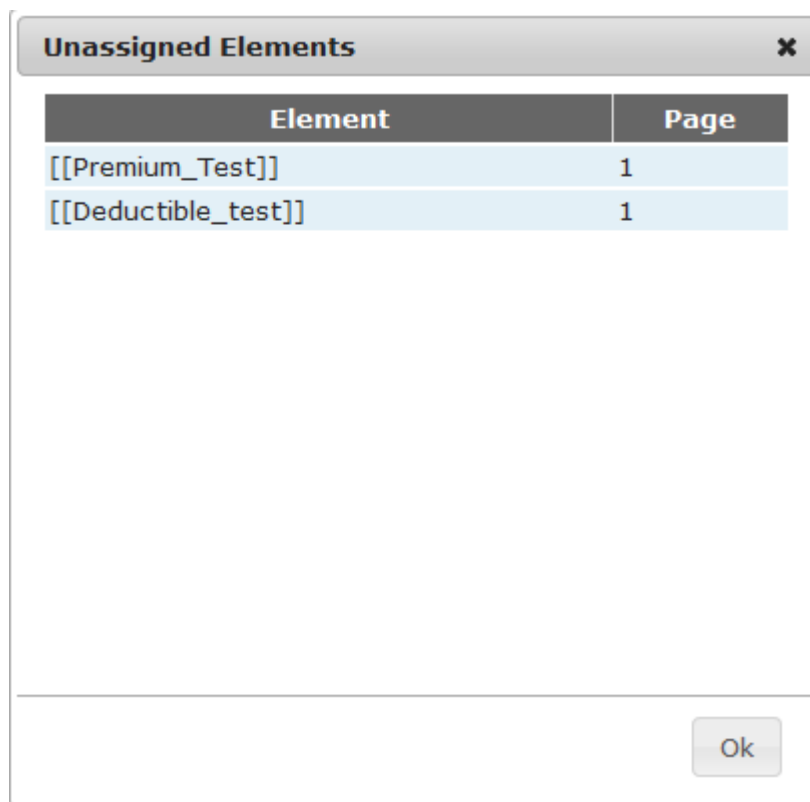 Unassigned Elements
Element Page
[[Premium_Test]] 1
[[Deductible_test]] 1
Ok